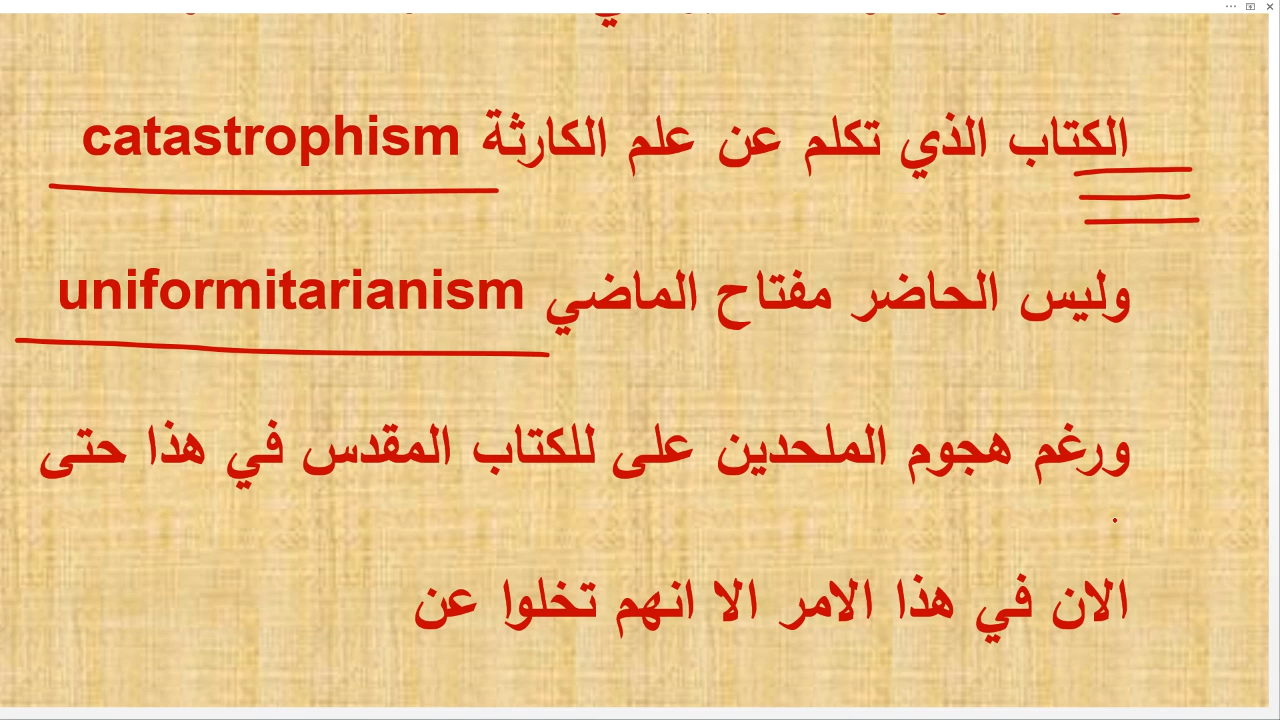 الكتاب الذي تكلم عن علم الكارثة catastrophism
وليس الحاضر مفتاح الماضي uniformitarianism
ورغم هجوم الملحدين على للكتاب المقدس في هذا حتى
الان في هذا الامر الا انهم تخلوا عن